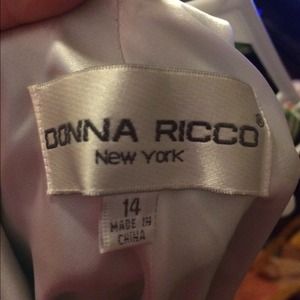 DONNA RICCO®
New York
14
MADE IN
CHINA